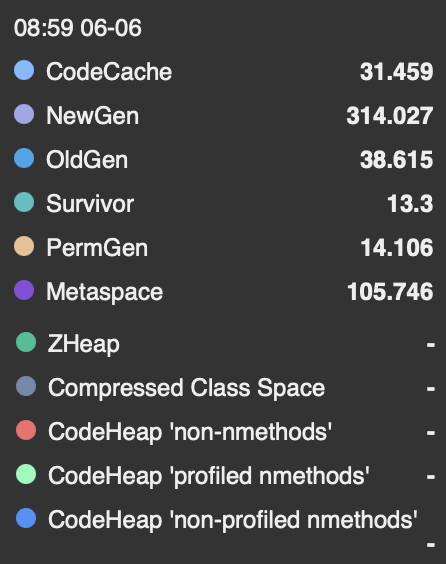 08:59 06-06
CodeCache 31.459
NewGen 314.027
OldGen 38.615
Survivor 13.3
PermGen 14.106
Metaspace 105.746
ZHeap -
Compressed Class Space -
CodeHeap 'non-nmethods' -
CodeHeap 'profiled nmethods' -
CodeHeap 'non-profiled nmethods'
-